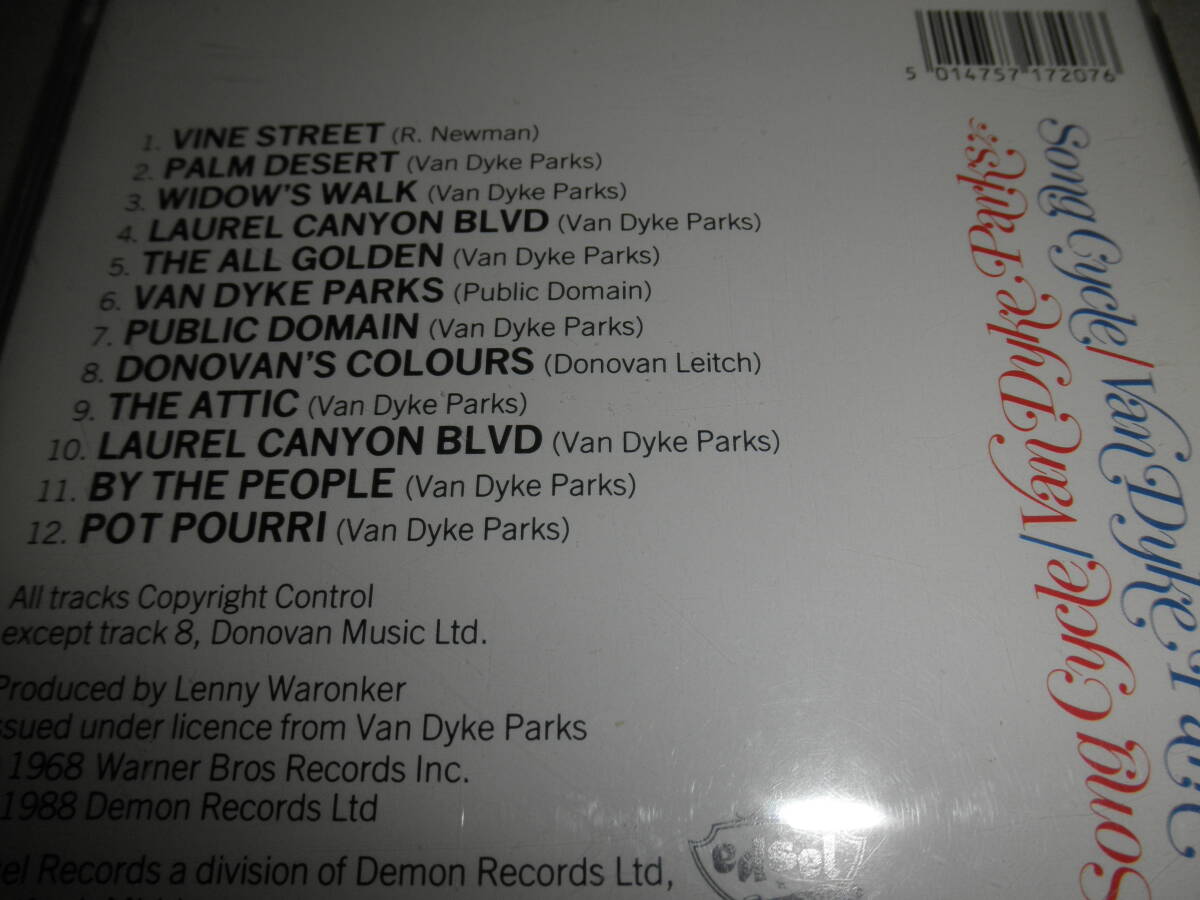 5 014757 172076
1. VINE STREET (R. Newman)
2. PALM DESERT (Van Dyke Parks)
3. WIDOW'S WALK (Van Dyke Parks)
4. LAUREL CANYON BLVD (Van Dyke Parks)
5. THE ALL GOLDEN (Van Dyke Parks)
6. VAN DYKE PARKS (Public Domain)
7. PUBLIC DOMAIN (Van Dyke Parks)
8. DONOVAN'S COLOURS (Donovan Leitch)
9. THE ATTIC (Van Dyke Parks)
10. LAUREL CANYON BLVD (Van Dyke Parks)
11. BY THE PEOPLE (Van Dyke Parks)
12. POT POURRI (Van Dyke Parks)
All tracks Copyright Control
except track 8, Donovan Music Ltd.
Produced by Lenny Waronker
ssued under licence from Van Dyke Parks
1968 Warner Bros Records Inc.
1988 Demon Records Ltd
el Records a division of Demon Records Ltd,
edsel
Song Cycle/Van Dyke Parks
Song Cycle/Van Dyke